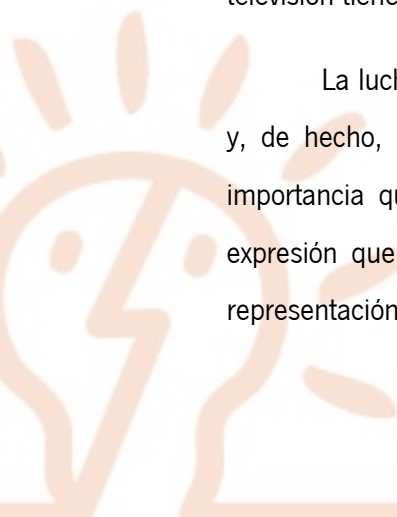 televisión tiene
La luch
y, de hecho,
importancia qu
expresión que
representación